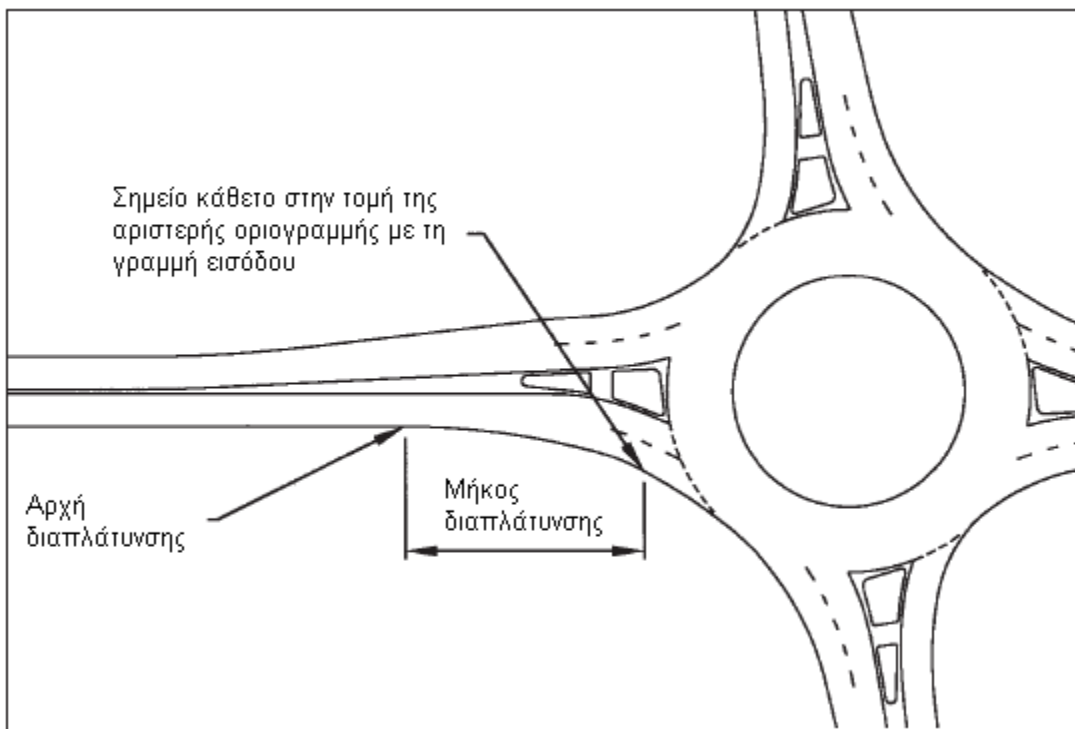 Σημείο κάθετο στην τομή της
αριστερής οριογραμμής με τη
γραμμή εισόδου
Αρχή
διαπλάτυνσης
Μήκος
διαπλάτυνσης